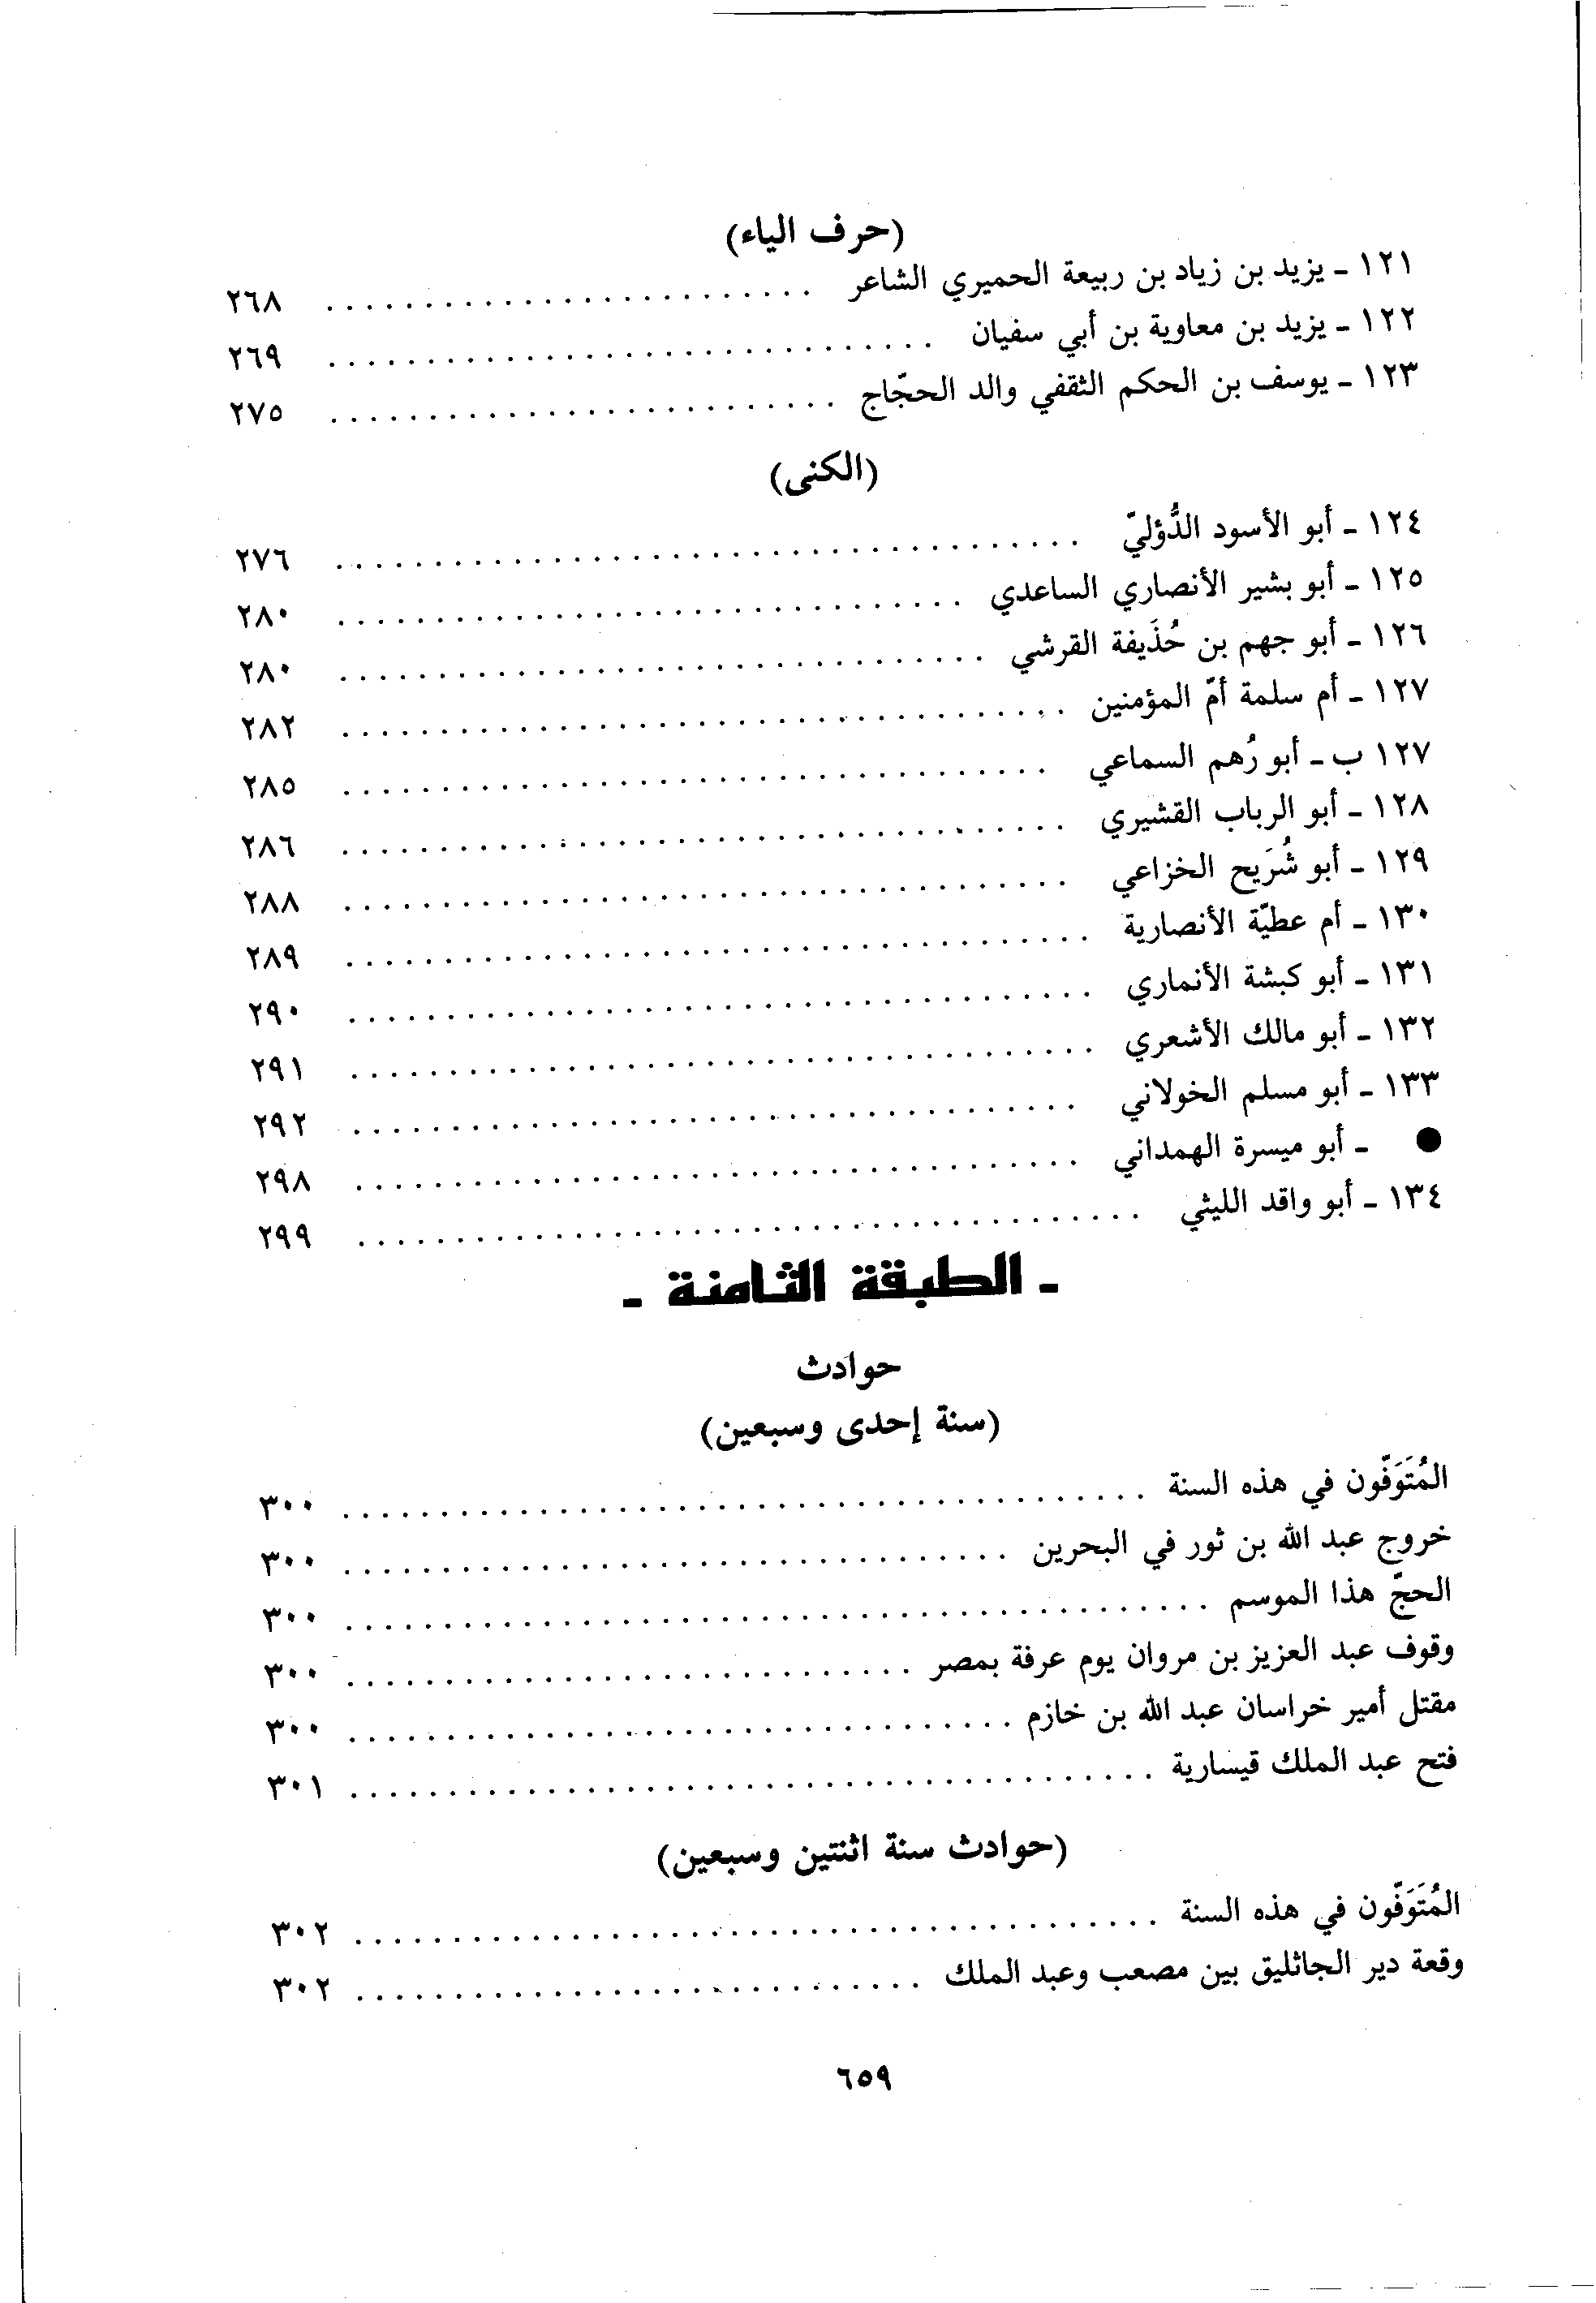 (حرف الياء)
١٢١ ـ يزيد بن زياد بن ربيعة الحميري الشاعر . . . . . . . . . . . . . . . . . . . . . . . . . ٢٦٨
١٢٢ ـ يزيد بن معاوية بن أبي سفيان . . . . . . . . . . . . . . . . . . . . . . . . . . . . . . . ٢٦٩
١٢٣ ـ يوسف بن الحكم الثقفي والد الحجّاج . . . . . . . . . . . . . . . . . . . . . . . . . . ٢٧٥
(الكنى)
١٢٤ ـ أبو الأسود الدُّؤليّ . . . . . . . . . . . . . . . . . . . . . . . . . . . . . . . . . . . . . . ٢٧٦
١٢٥ ـ أبو بشير الأنصاري الساعدي . . . . . . . . . . . . . . . . . . . . . . . . . . . . . . . . ٢٨٠
١٢٦ ـ أبو جهم بن حُذَيفة القرشي . . . . . . . . . . . . . . . . . . . . . . . . . . . . . . . . . ٢٨٠
١٢٧ ـ أم سلمة أمّ المؤمنين . . . . . . . . . . . . . . . . . . . . . . . . . . . . . . . . . . . . . ٢٨٢
١٢٧ ب ـ أبو رُهم السماعي . . . . . . . . . . . . . . . . . . . . . . . . . . . . . . . . . . . . ٢٨٥
١٢٨ ـ أبو الرباب القشيري . . . . . . . . . . . . . . . . . . . . . . . . . . . . . . . . . . . . . ٢٨٦
١٢٩ ـ أبو شُرَيح الخزاعي . . . . . . . . . . . . . . . . . . . . . . . . . . . . . . . . . . . . . ٢٨٨
١٣٠ ـ أم عطيّة الأنصارية . . . . . . . . . . . . . . . . . . . . . . . . . . . . . . . . . . . . . . ٢٨٩
١٣١ ـ أبو كبشة الأنماري . . . . . . . . . . . . . . . . . . . . . . . . . . . . . . . . . . . . . . ٢٩٠
١٣٢ ـ أبو مالك الأشعري . . . . . . . . . . . . . . . . . . . . . . . . . . . . . . . . . . . . . . ٢٩١
١٣٣ ـ أبو مسلم الخولاني . . . . . . . . . . . . . . . . . . . . . . . . . . . . . . . . . . . . . ٢٩٢
● ـ أبو ميسرة الهمداني . . . . . . . . . . . . . . . . . . . . . . . . . . . . . . . . . . . . . ٢٩٨
١٣٤ ـ أبو واقد الليثي . . . . . . . . . . . . . . . . . . . . . . . . . . . . . . . . . . . . . . . . ٢٩٩
ـ الطبقة الثامنة ـ
حوادث
(سنة إحدى وسبعين)
المُتَوَفّون في هذه السنة . . . . . . . . . . . . . . . . . . . . . . . . . . . . . . . . . . . . . . . . ٣٠٠
خروج عبد الله بن ثور في البحرين . . . . . . . . . . . . . . . . . . . . . . . . . . . . . . . . . . ٣٠٠
الحجّ هذا الموسم . . . . . . . . . . . . . . . . . . . . . . . . . . . . . . . . . . . . . . . . . . . . ٣٠٠
وقوف عبد العزيز بن مروان يوم عرفة بمصر . . . . . . . . . . . . . . . . . . . . . . . . . . . . . ٣٠٠
مقتل أمير خراسان عبد الله بن خازم . . . . . . . . . . . . . . . . . . . . . . . . . . . . . . . . . . ٣٠٠
فتح عبد الملك قيسارية . . . . . . . . . . . . . . . . . . . . . . . . . . . . . . . . . . . . . . . . . ٣٠١
(حوادث سنة اثنتين وسبعين)
المُتَوَفّون في هذه السنة . . . . . . . . . . . . . . . . . . . . . . . . . . . . . . . . . . . . . . . . . ٣٠٢
وقعة دير الجاثليق بين مصعب وعبد الملك . . . . . . . . . . . . . . . . . . . . . . . . . . . . . ٣٠٢
٦٥٩